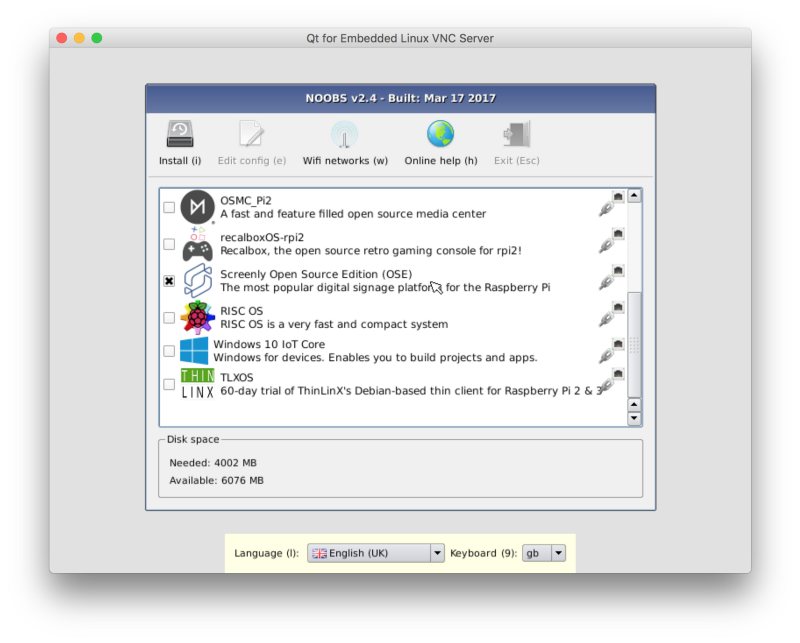 Qt for Embedded Linux VNC Server
NOOBS v2.4 - Built: Mar 17 2017
Install (i) Edit config (e) Wifi networks (w) Online help (h) Exit (Esc)
OSMC_Pi2
A fast and feature filled open source media center
recalboxOS-rpi2
Recalbox, the open source retro gaming console for rpi2!
Screenly Open Source Edition (OSE)
The most popular digital signage platform for the Raspberry Pi
RISC OS
RISC OS is a very fast and compact system
Windows 10 IoT Core
Windows for devices. Enables you to build projects and apps.
THIN
LINX
TLXOS
60-day trial of ThinLinX's Debian-based thin client for Raspberry Pi 2 & 3
Disk space
Needed: 4002 MB
Available: 6076 MB
Language (l): English (UK) Keyboard (9): gb